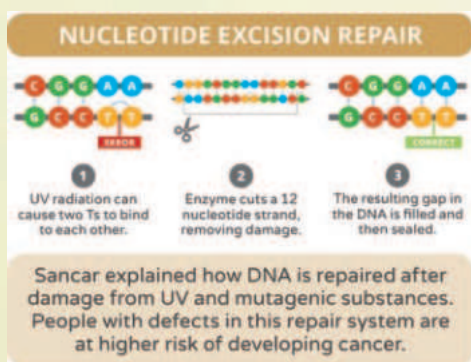 NUCLEOTIDE EXCISION REPAIR
C G G A A
G C C T T
ERROR
C G G A A
G C C T T
CORRECT
1
UV radiation can
cause two Ts to bind
to each other.
2
Enzyme cuts a 12
nucleotide strand,
removing damage.
3
The resulting gap in
the DNA is filled and
then sealed.
Sancar explained how DNA is repaired after
damage from UV and mutagenic substances.
People with defects in this repair system are
at higher risk of developing cancer.